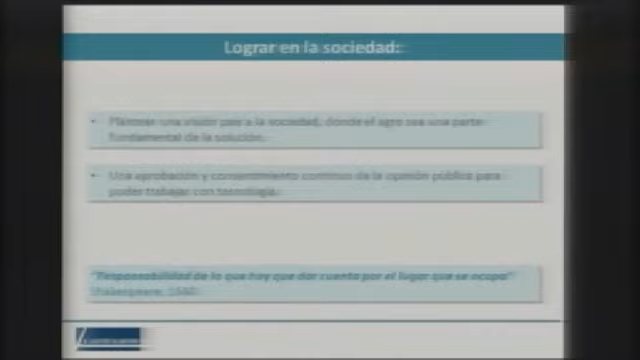 Lograr en la sociedad:
• Plantear una visión país a la sociedad, donde el agro sea una parte
fundamental de la solución.
• Una aprobación y consentimiento continuo de la opinión pública para
poder trabajar con tecnología.
"Responsabilidad de lo que hay que dar cuenta por el lugar que se ocupa"
Shakespeare,